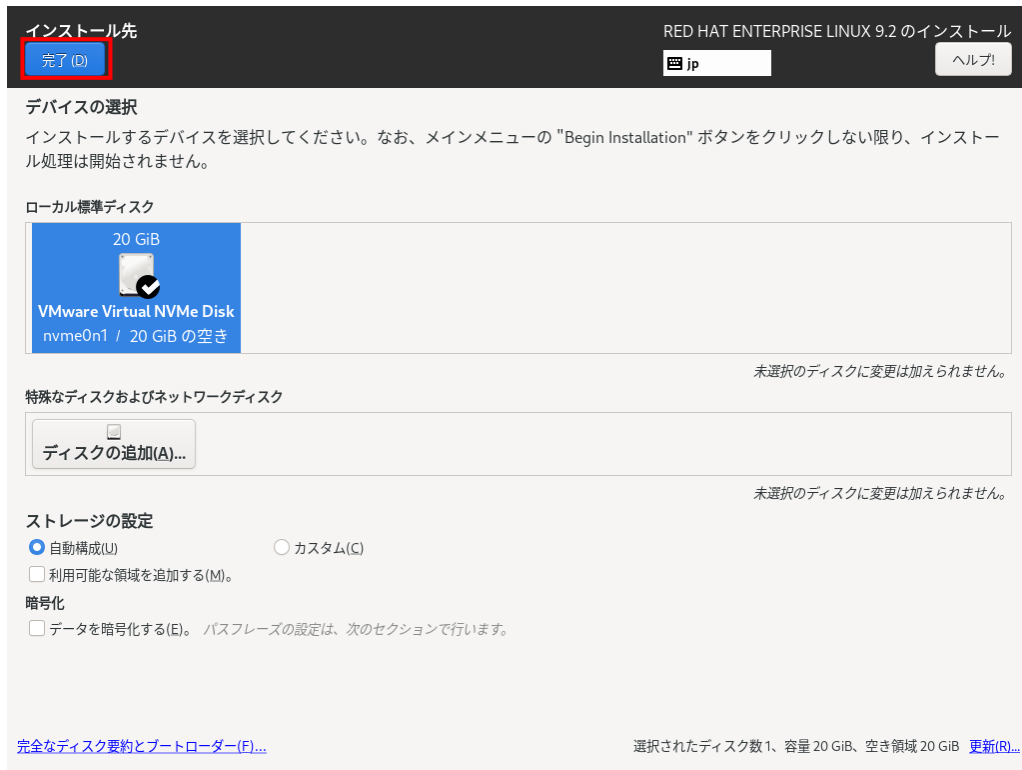 インストール先
RED HAT ENTERPRISE LINUX 9.2 のインストール
完了 (D)
jp
ヘルプ!
デバイスの選択
インストールするデバイスを選択してください。なお、メインメニューの "Begin Installation" ボタンをクリックしない限り、インストー
ル処理は開始されません。
ローカル標準ディスク
20 GiB
VMware Virtual NVMe Disk
nvme0n1 / 20 GiB の空き
未選択のディスクに変更は加えられません。
特殊なディスクおよびネットワークディスク
ディスクの追加(A)...
未選択のディスクに変更は加えられません。
ストレージの設定
自動構成(U) カスタム(C)
利用可能な領域を追加する(M)。
暗号化
データを暗号化する(E)。 パスフレーズの設定は、次のセクションで行います。
完全なディスク要約とブートローダー(F)... 選択されたディスク数 1、容量 20 GiB、空き領域 20 GiB 更新(R)...